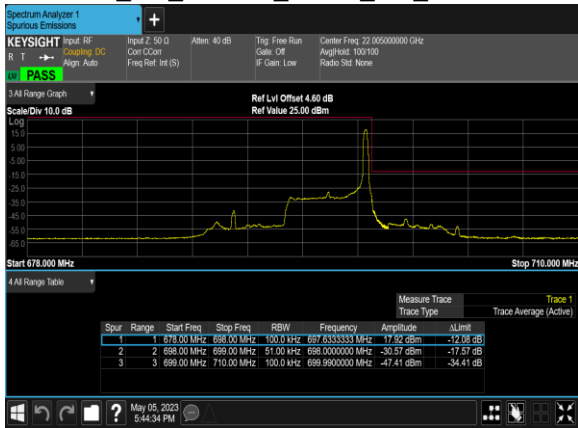 Spectrum Analyzer 1
Spurious Emissions
+
KEYSIGHT Input: RF Input Z: 50 Ω Atten: 40 dB Trig: Free Run Center Freq: 22.005000000 GHz
R T Coupling: DC Corr CCorr Gate: Off Avg|Hold: 100/100
Align: Auto Freq Ref: Int (S) IF Gain: Low Radio Std: None
PASS
3 All Range Graph
Ref Lvl Offset 4.60 dB
Scale/Div 10.0 dB Ref Value 25.00 dBm
Log
15.0
5.00
-5.00
-15.0
-25.0
-35.0
-45.0
-55.0
-65.0
Start 678.000 MHz Stop 710.000 MHz
4 All Range Table
Measure Trace Trace 1
Trace Type Trace Average (Active)
Spur Range Start Freq Stop Freq RBW Frequency Amplitude ΔLimit
1 1 678.00 MHz 698.00 MHz 100.0 kHz 697.6333333 MHz 17.92 dBm -12.08 dB
2 2 698.00 MHz 699.00 MHz 51.00 kHz 698.0000000 MHz -30.57 dBm -17.57 dB
3 3 699.00 MHz 710.00 MHz 100.0 kHz 699.9900000 MHz -47.41 dBm -34.41 dB
? May 05, 2023
5:44:34 PM